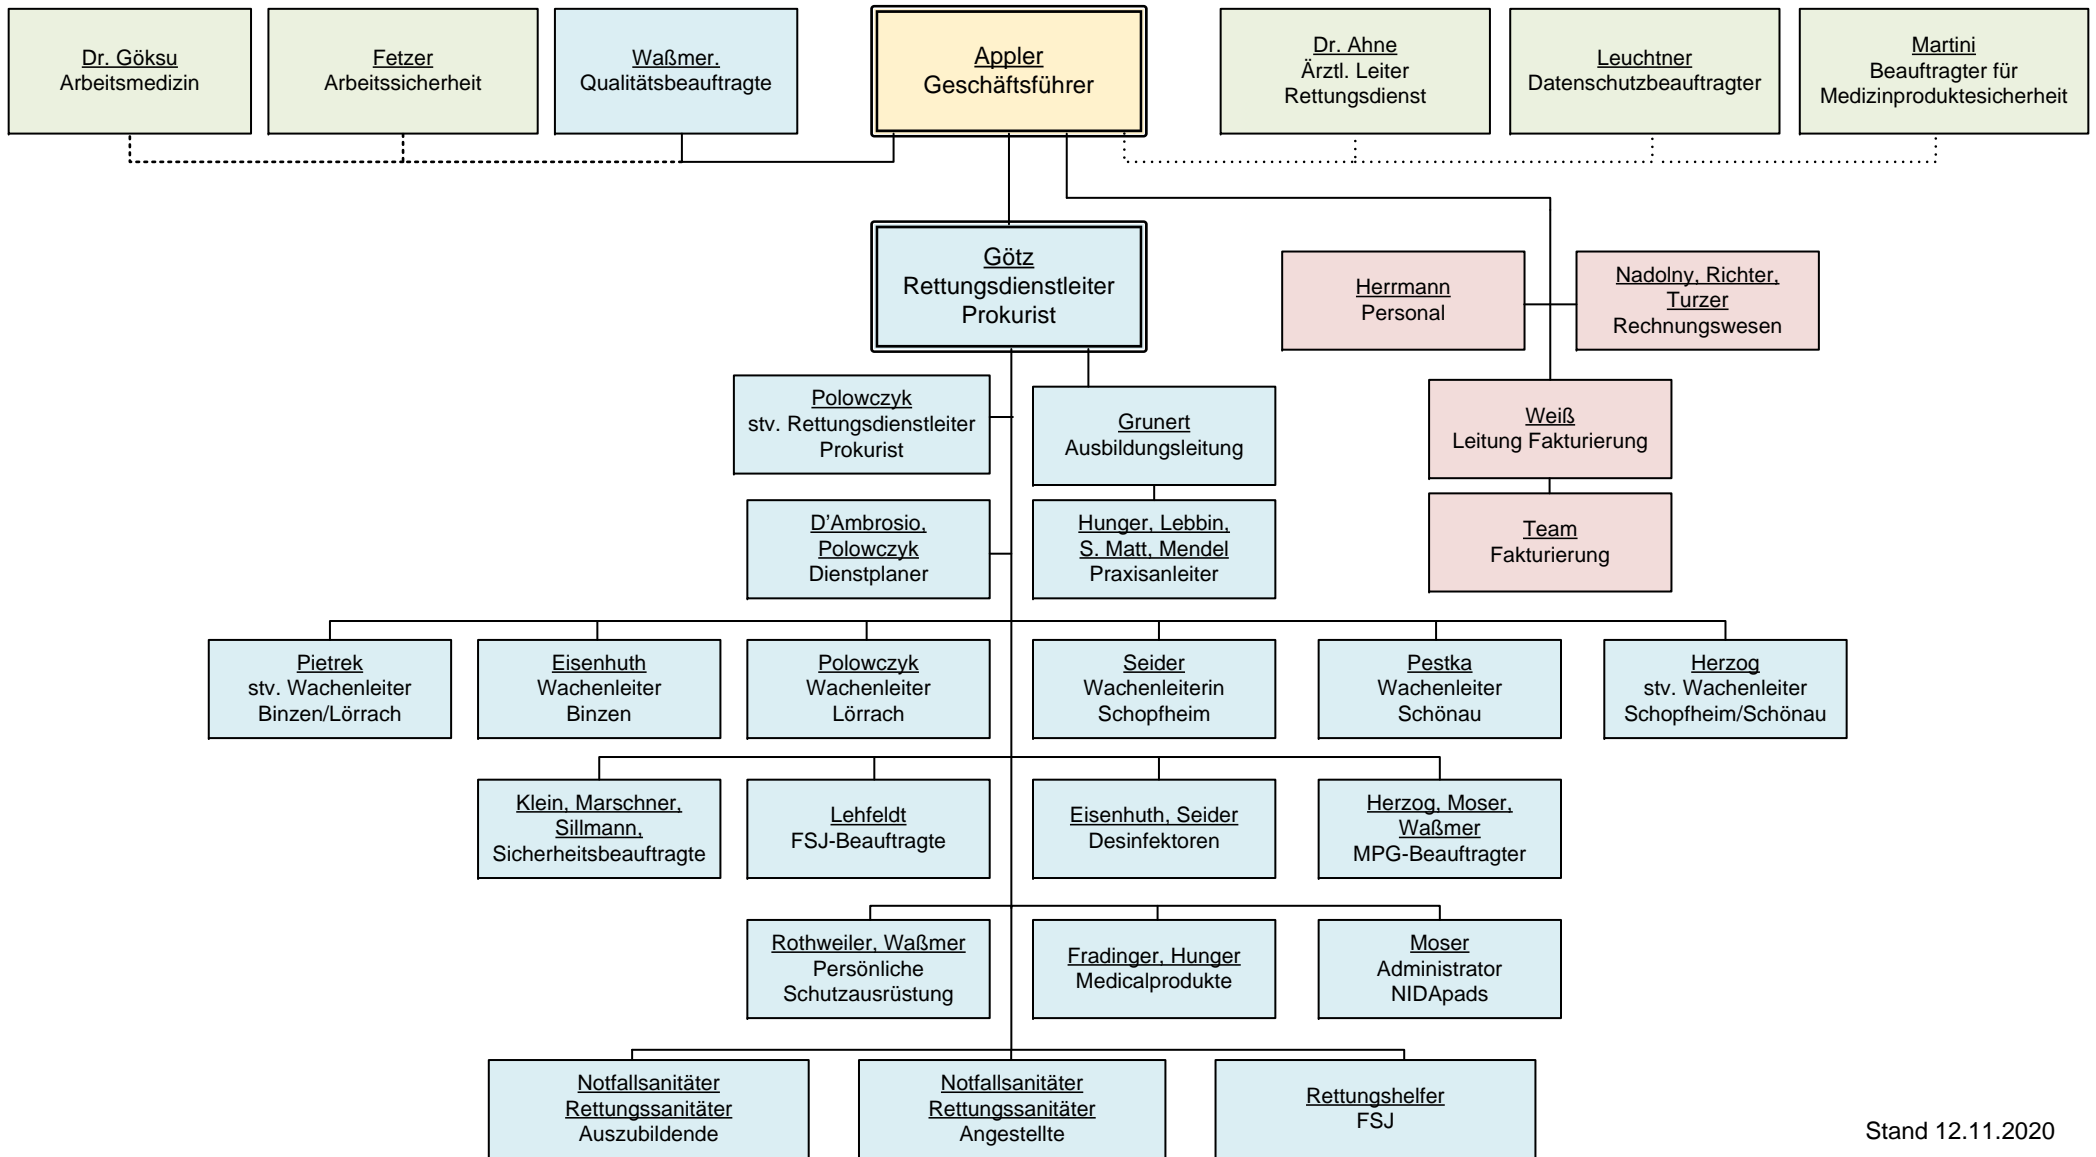 Dr. Göksu
Arbeitsmedizin
Fetzer
Arbeitssicherheit
Waßmer.
Qualitätsbeauftragte
Appler
Geschäftsführer
Dr. Ahne
Ärztl. Leiter
Rettungsdienst
Leuchtner
Datenschutzbeauftragter
Martini
Beauftragter für
Medizinproduktesicherheit
Götz
Rettungsdienstleiter
Prokurist
Herrmann
Personal
Nadolny, Richter,
Turzer
Rechnungswesen
Polowczyk
stv. Rettungsdienstleiter
Prokurist
Grunert
Ausbildungsleitung
Weiß
Leitung Fakturierung
D'Ambrosio,
Polowczyk
Dienstplaner
Hunger, Lebbin,
S. Matt, Mendel
Praxisanleiter
Team
Fakturierung
Pietrek
stv. Wachenleiter
Binzen/Lörrach
Eisenhuth
Wachenleiter
Binzen
Polowczyk
Wachenleiter
Lörrach
Seider
Wachenleiterin
Schopfheim
Pestka
Wachenleiter
Schönau
Herzog
stv. Wachenleiter
Schopfheim/Schönau
Klein, Marschner,
Sillmann,
Sicherheitsbeauftragte
Lehfeldt
FSJ-Beauftragte
Eisenhuth, Seider
Desinfektoren
Herzog, Moser,
Waßmer
MPG-Beauftragter
Rothweiler, Waßmer
Persönliche
Schutzausrüstung
Fradinger, Hunger
Medicalprodukte
Moser
Administrator
NIDApads
Notfallsanitäter
Rettungssanitäter
Auszubildende
Notfallsanitäter
Rettungssanitäter
Angestellte
Rettungshelfer
FSJ
Stand 12.11.2020